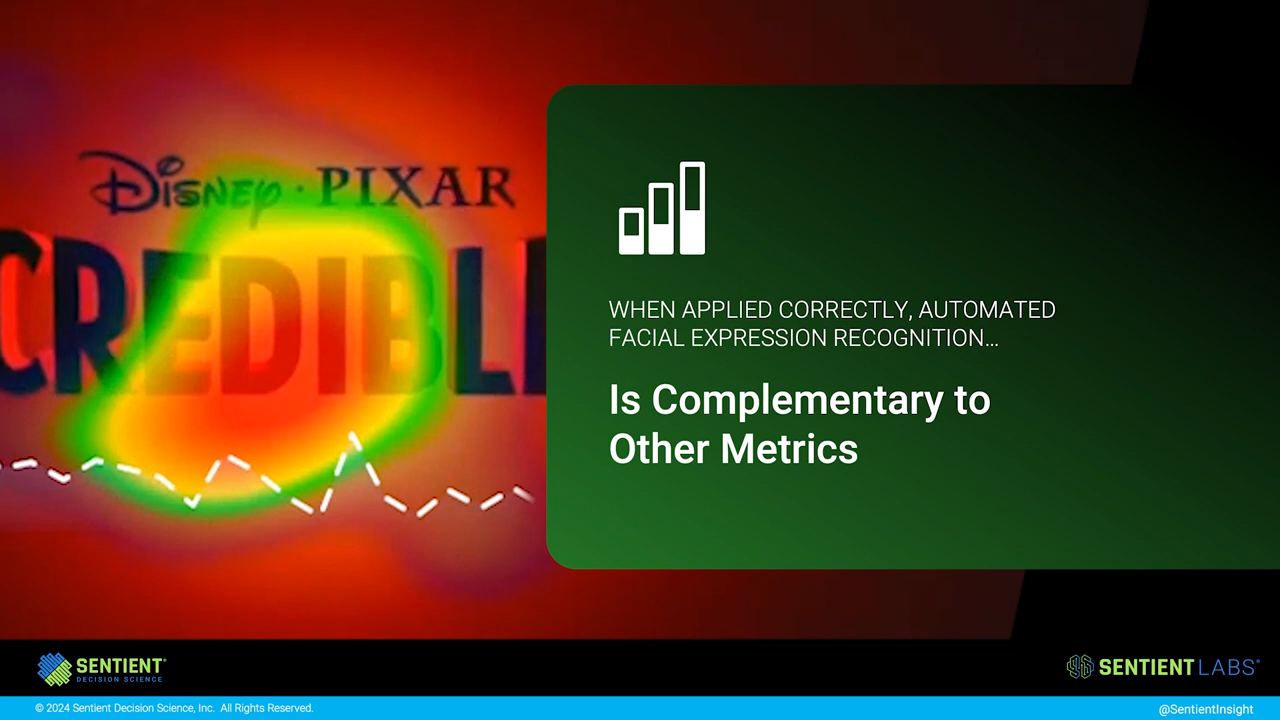 Disney · PIXAR
CREDIBLE
WHEN APPLIED CORRECTLY, AUTOMATED
FACIAL EXPRESSION RECOGNITION...
Is Complementary to
Other Metrics
SENTIENT®
DECISION SCIENCE
SENTIENT LABS®
© 2024 Sentient Decision Science, Inc. All Rights Reserved.
@SentientInsight